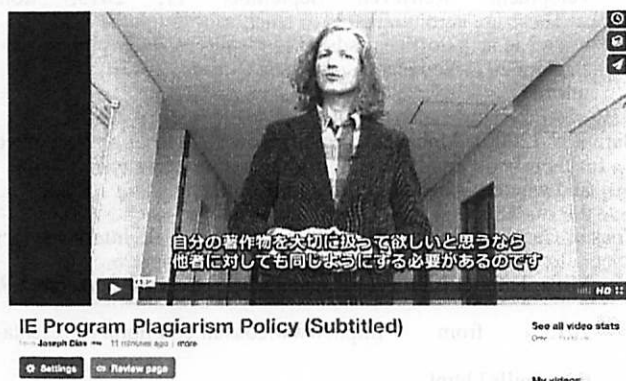 自分の著作物を大切に扱って欲しいと思うなら
他者に対しても同じようにする必要があるのです
HD
IE Program Plagiarism Policy (Subtitled)
See all video stats
from Joseph Dias 11 minutes ago more
Settings
Review page
My videos